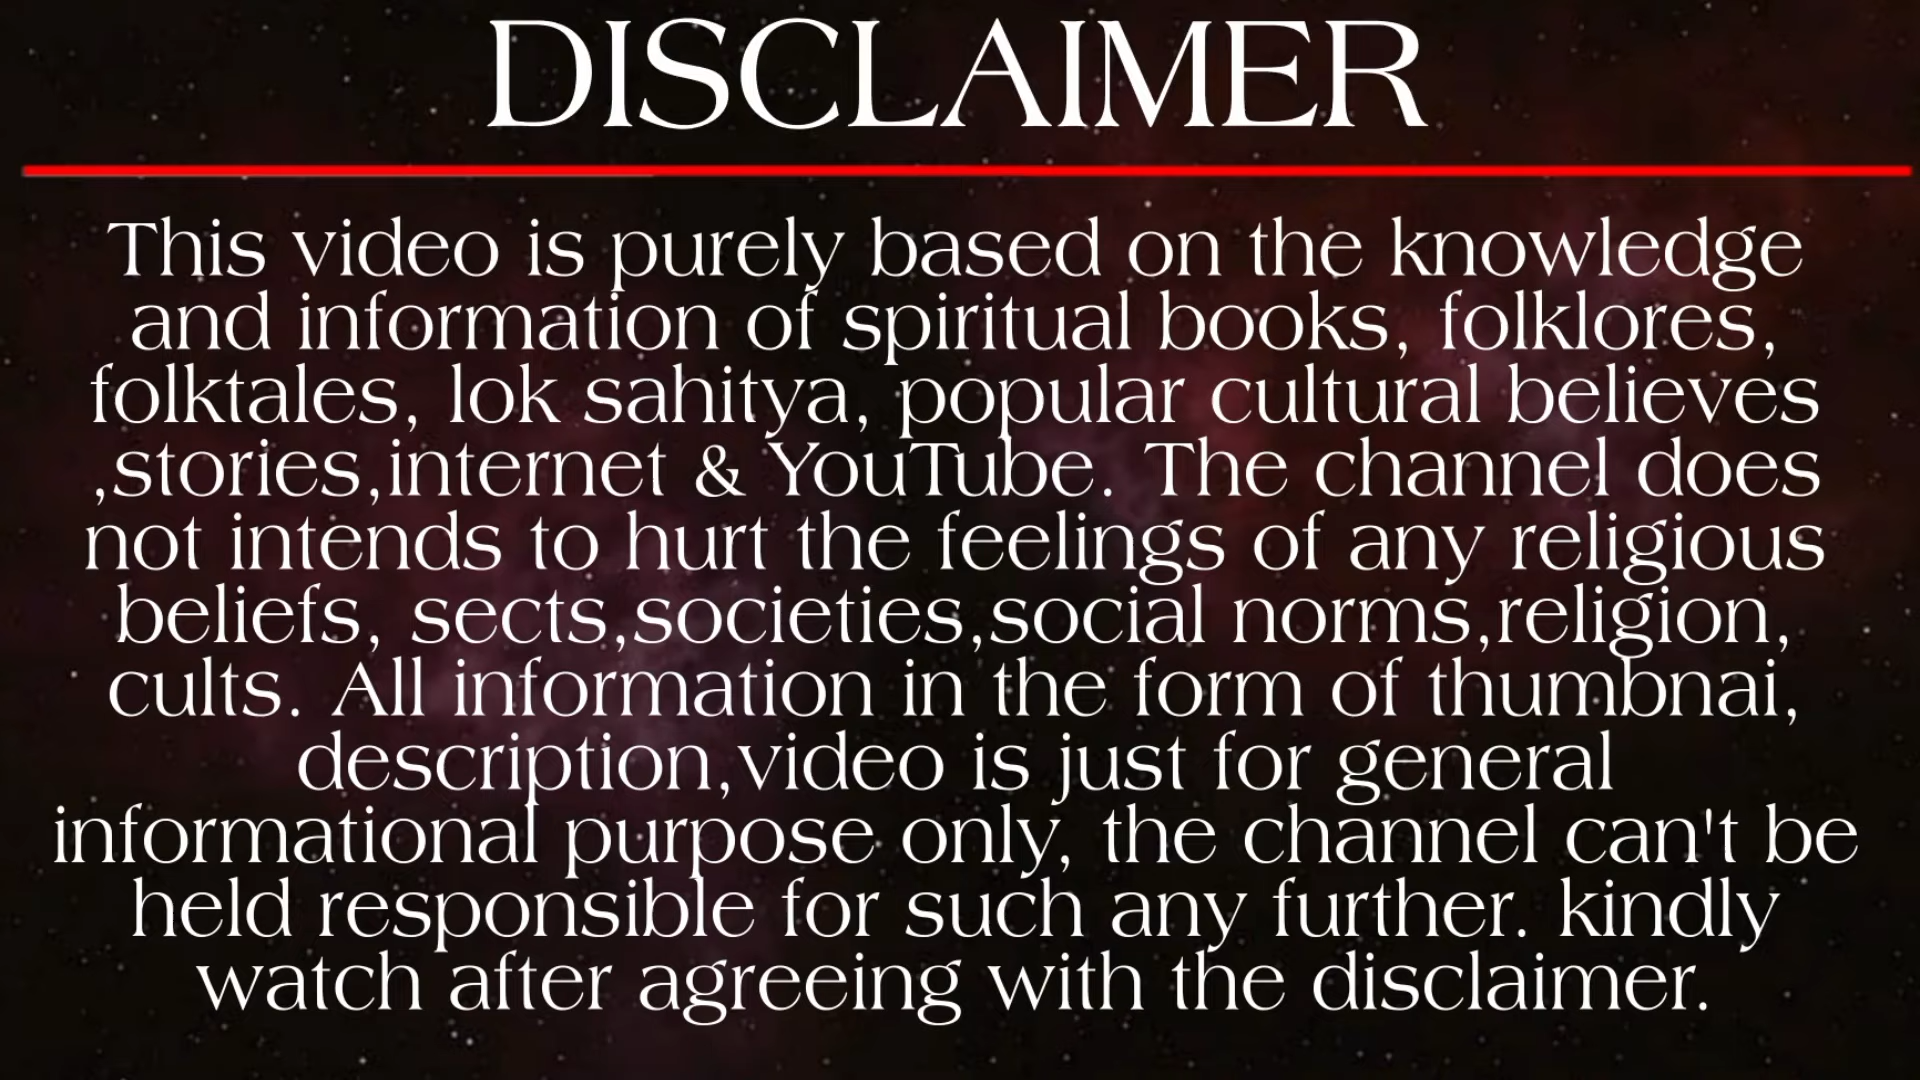 DISCLAIMER
This video is purely based on the knowledge
and information of spiritual books, folklores,
folktales, lok sahitya, popular cultural believes
,stories,internet & YouTube. The channel does
not intends to hurt the feelings of any religious
beliefs, sects,societies,social norms,religion,
cults. All information in the form of thumbnai,
description,video is just for general
informational purpose only, the channel can't be
held responsible for such any further. kindly
watch after agreeing with the disclaimer.